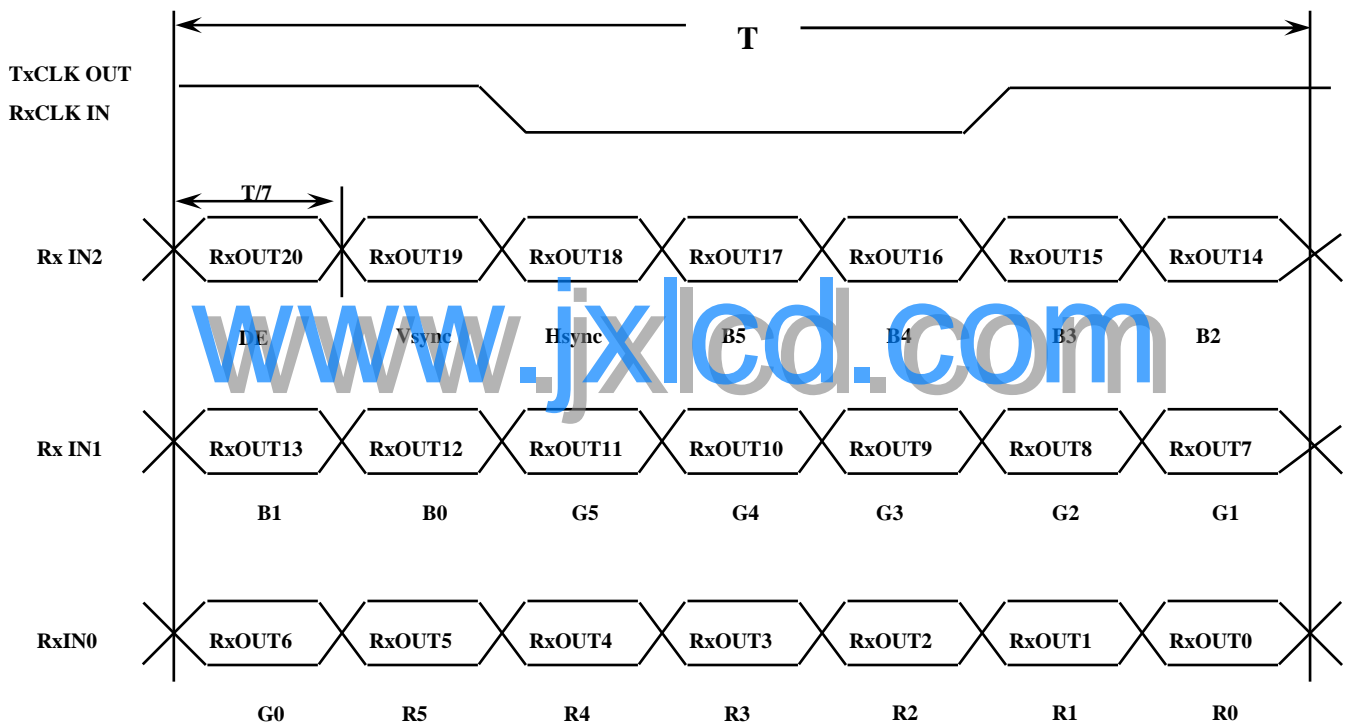 T
TxCLK OUT
RxCLK IN
T/7
Rx IN2 RxOUT20 RxOUT19 RxOUT18 RxOUT17 RxOUT16 RxOUT15 RxOUT14
DE Vsync Hsync B5 B4 B3 B2
www.jxlcd.com
Rx IN1 RxOUT13 RxOUT12 RxOUT11 RxOUT10 RxOUT9 RxOUT8 RxOUT7
B1 B0 G5 G4 G3 G2 G1
RxIN0 RxOUT6 RxOUT5 RxOUT4 RxOUT3 RxOUT2 RxOUT1 RxOUT0
G0 R5 R4 R3 R2 R1 R0